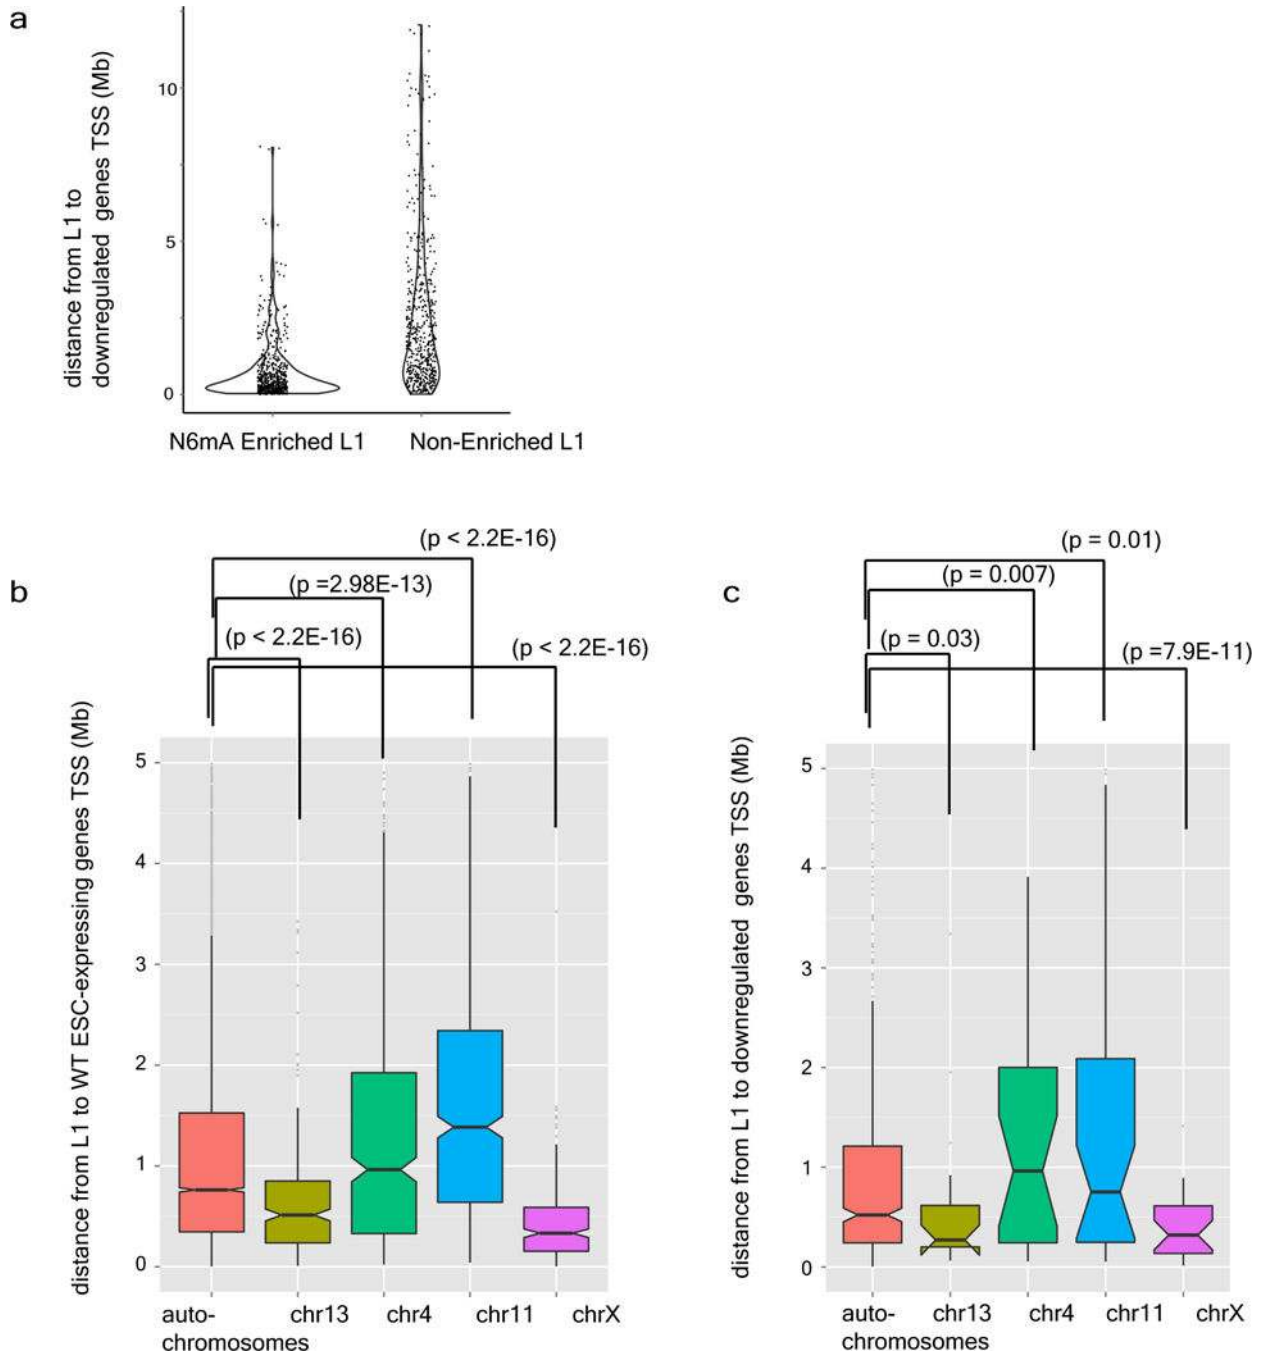 a
distance from L1 to
downregulated genes TSS (Mb)
10
5
0
N6mA Enriched L1
Non-Enriched L1
b
(p < 2.2E-16)
(p =2.98E-13)
(p < 2.2E-16)
(p < 2.2E-16)
distance from L1 to WT ESC-expressing genes TSS (Mb)
5
4
3
2
1
0
auto-
chromosomes
chr13
chr4
chr11
chrX
c
(p = 0.01)
(p = 0.007)
(p = 0.03)
(p =7.9E-11)
distance from L1 to downregulated genes TSS (Mb)
5
4
3
2
1
0
auto-
chromosomes
chr13
chr4
chr11
chrX